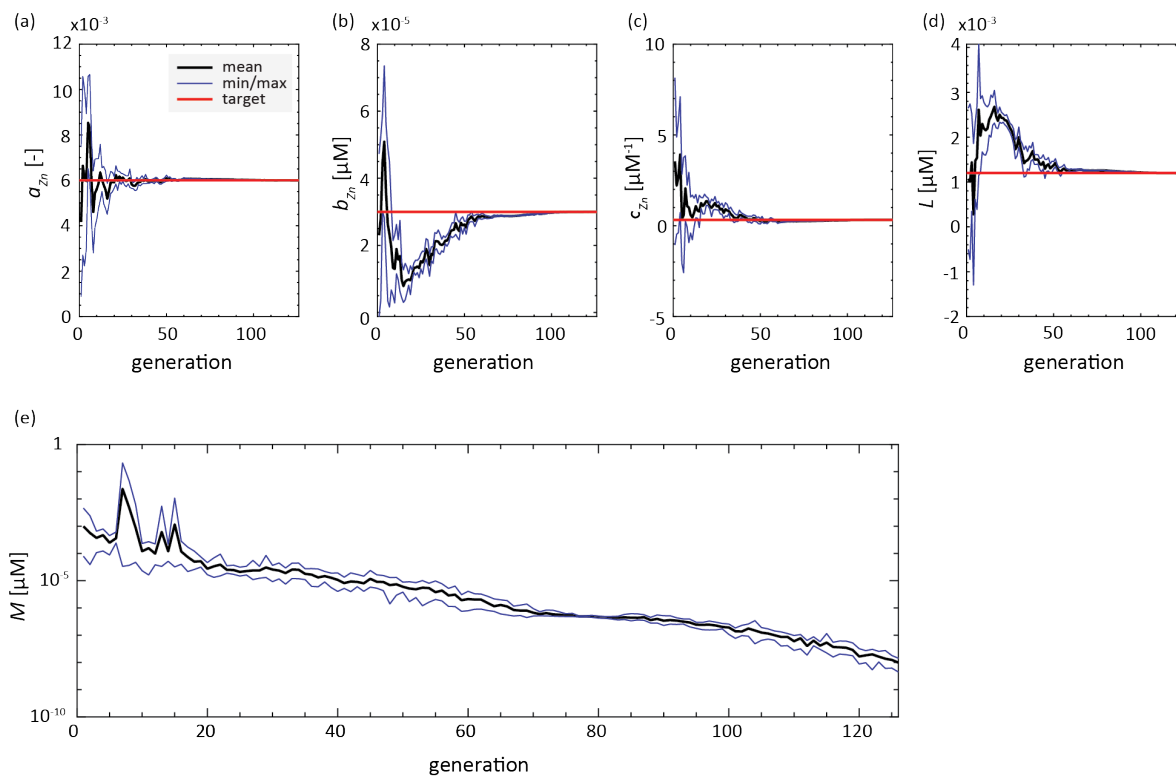 (a)
x10⁻³
12
10
8
6
4
2
0
a_Zn [-]
0 50 100
generation
mean
min/max
target
(b)
x10⁻⁵
8
6
4
2
0
b_Zn [µM]
0 50 100
generation
(c)
10
5
0
-5
c_Zn [µM⁻¹]
0 50 100
generation
(d)
x10⁻³
4
3
2
1
0
-1
-2
L [µM]
0 50 100
generation
(e)
1
10⁻⁵
10⁻¹⁰
M [µM]
0 20 40 60 80 100 120
generation